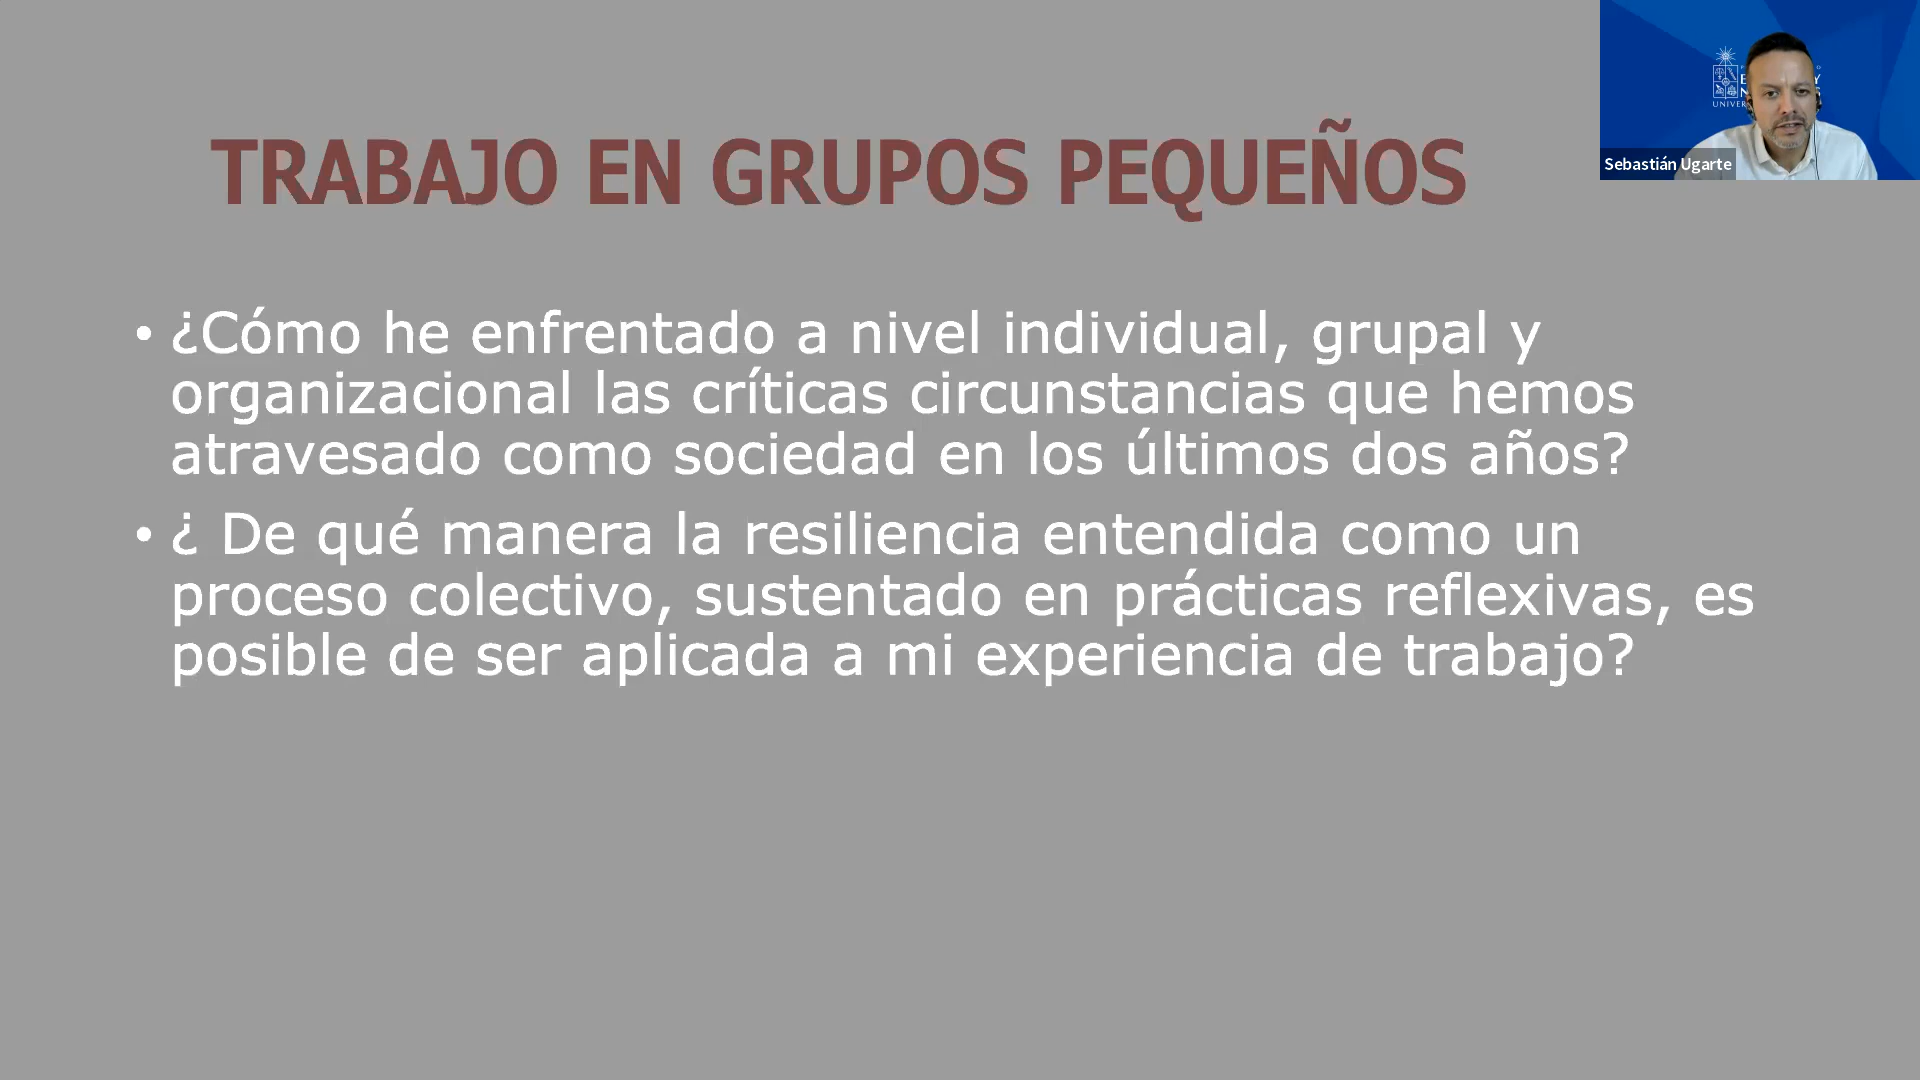 TRABAJO EN GRUPOS PEQUEÑOS
• ¿Cómo he enfrentado a nivel individual, grupal y
organizacional las críticas circunstancias que hemos
atravesado como sociedad en los últimos dos años?
• ¿ De qué manera la resiliencia entendida como un
proceso colectivo, sustentado en prácticas reflexivas, es
posible de ser aplicada a mi experiencia de trabajo?
Sebastián Ugarte